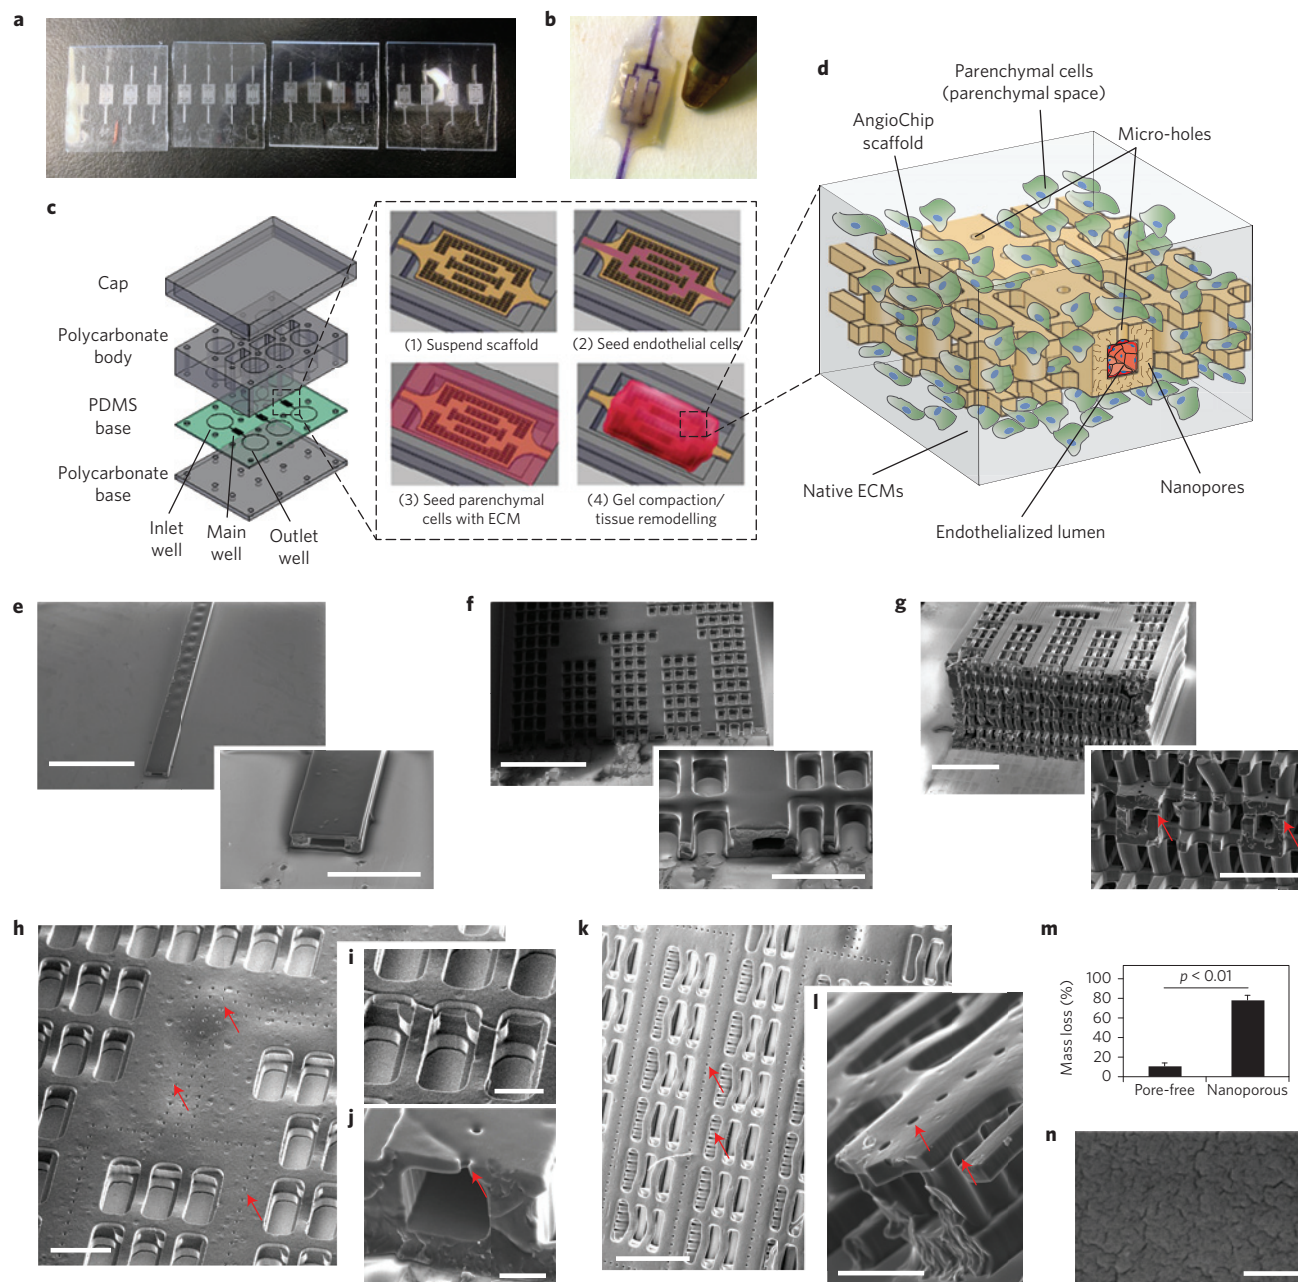 a
b
d
Parenchymal cells
(parenchymal space)
AngioChip
scaffold
Micro-holes
c
Cap
Polycarbonate
body
PDMS
base
Polycarbonate
base
Inlet
well
Main
well
Outlet
well
(1) Suspend scaffold
(2) Seed endothelial cells
(3) Seed parenchymal
cells with ECM
(4) Gel compaction/
tissue remodelling
Native ECMs
Nanopores
Endothelialized lumen
e
f
g
h
i
j
k
l
m
Mass loss (%)
100
80
60
40
20
0
p < 0.01
Pore-free
Nanoporous
n